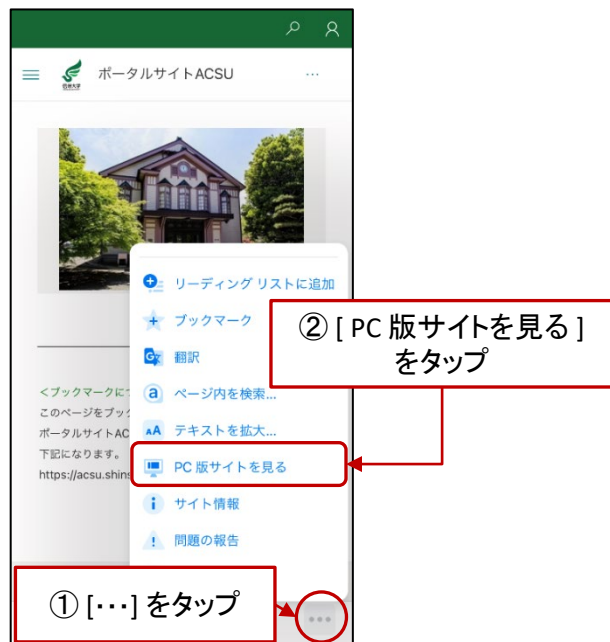 ポータルサイトACSU
…
リーディング リストに追加
ブックマーク
② [ PC 版サイトを見る ]
をタップ
翻訳
<ブックマークに
ページ内を検索...
このページをブッ
ポータルサイトAC
テキストを拡大...
下記になります。
PC 版サイトを見る
https://acsu.shins
サイト情報
問題の報告
① [･･･] をタップ